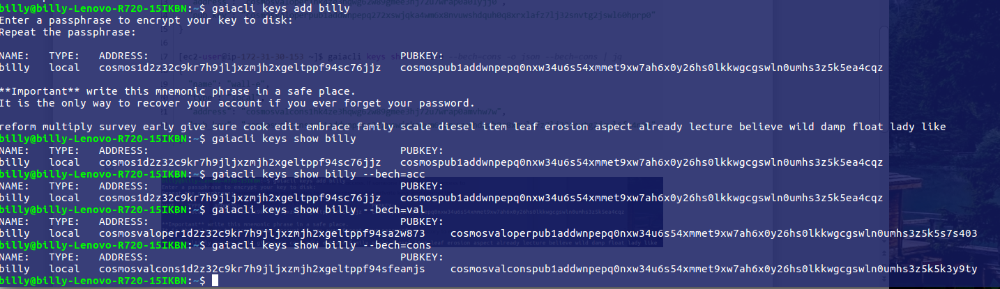 billy@billy-Lenovo-R720-15IKBN:~$ gaiacli keys add billy
Enter a passphrase to encrypt your key to disk:
Repeat the passphrase:
NAME: TYPE: ADDRESS: PUBKEY:
billy local cosmos1d2z32c9kr7h9jljxzmjh2xgeltppf94sc76jjz cosmospub1addwnpepq0nxw34u6s54xmmet9xw7ah6x0y26hs0lkkwgcgswln0umhs3z5k5ea4cqz
**Important** write this mnemonic phrase in a safe place.
It is the only way to recover your account if you ever forget your password.
reform multiply survey early give sure cook edit embrace family scale diesel item leaf erosion aspect already lecture believe wild damp float lady like
billy@billy-Lenovo-R720-15IKBN:~$ gaiacli keys show billy
NAME: TYPE: ADDRESS: PUBKEY:
billy local cosmos1d2z32c9kr7h9jljxzmjh2xgeltppf94sc76jjz cosmospub1addwnpepq0nxw34u6s54xmmet9xw7ah6x0y26hs0lkkwgcgswln0umhs3z5k5ea4cqz
billy@billy-Lenovo-R720-15IKBN:~$ gaiacli keys show billy --bech=acc
NAME: TYPE: ADDRESS: PUBKEY:
billy local cosmos1d2z32c9kr7h9jljxzmjh2xgeltppf94sc76jjz cosmospub1addwnpepq0nxw34u6s54xmmet9xw7ah6x0y26hs0lkkwgcgswln0umhs3z5k5ea4cqz
billy@billy-Lenovo-R720-15IKBN:~$ gaiacli keys show billy --bech=val
NAME: TYPE: ADDRESS: PUBKEY:
billy local cosmosvaloper1d2z32c9kr7h9jljxzmjh2xgeltppf94sa2w873 cosmosvaloperpub1addwnpepq0nxw34u6s54xmmet9xw7ah6x0y26hs0lkkwgcgswln0umhs3z5k5s7s403
billy@billy-Lenovo-R720-15IKBN:~$ gaiacli keys show billy --bech=cons
NAME: TYPE: ADDRESS: PUBKEY:
billy local cosmosvalcons1d2z32c9kr7h9jljxzmjh2xgeltppf94sfeamjs cosmosvalconspub1addwnpepq0nxw34u6s54xmmet9xw7ah6x0y26hs0lkkwgcgswln0umhs3z5k5k3y9ty
billy@billy-Lenovo-R720-15IKBN:~$